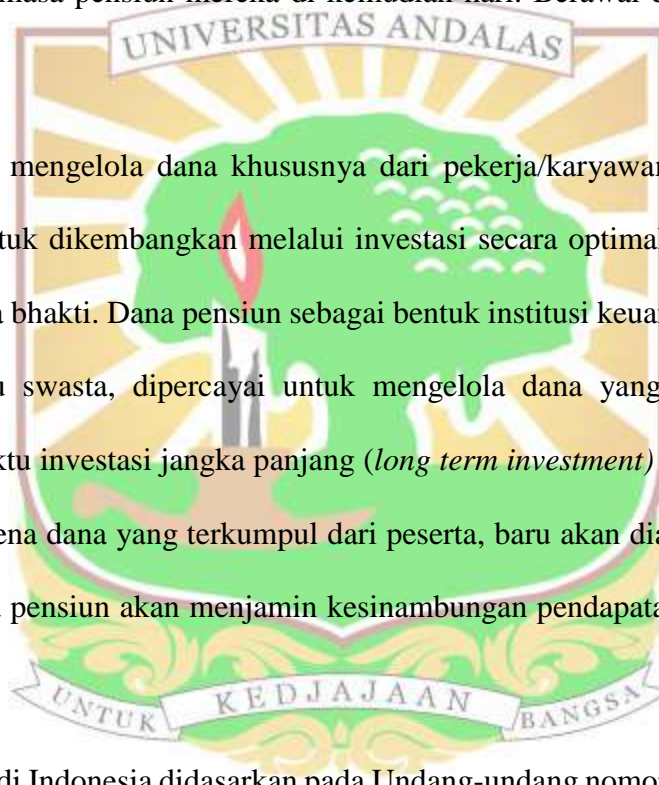 masa pensiun mereka di kemudian hari. Berawal
UNIVERSITAS ANDALAS
mengelola dana khususnya dari pekerja/karyawan
tuk dikembangkan melalui investasi secara optimal
bhakti. Dana pensiun sebagai bentuk institusi keua
u swasta, dipercayai untuk mengelola dana yang
ktu investasi jangka panjang (long term investment)
ena dana yang terkumpul dari peserta, baru akan dia
pensiun akan menjamin kesinambungan pendapata
UNTUK KEDJAJAAN BANGSA
di Indonesia didasarkan pada Undang-undang nomo